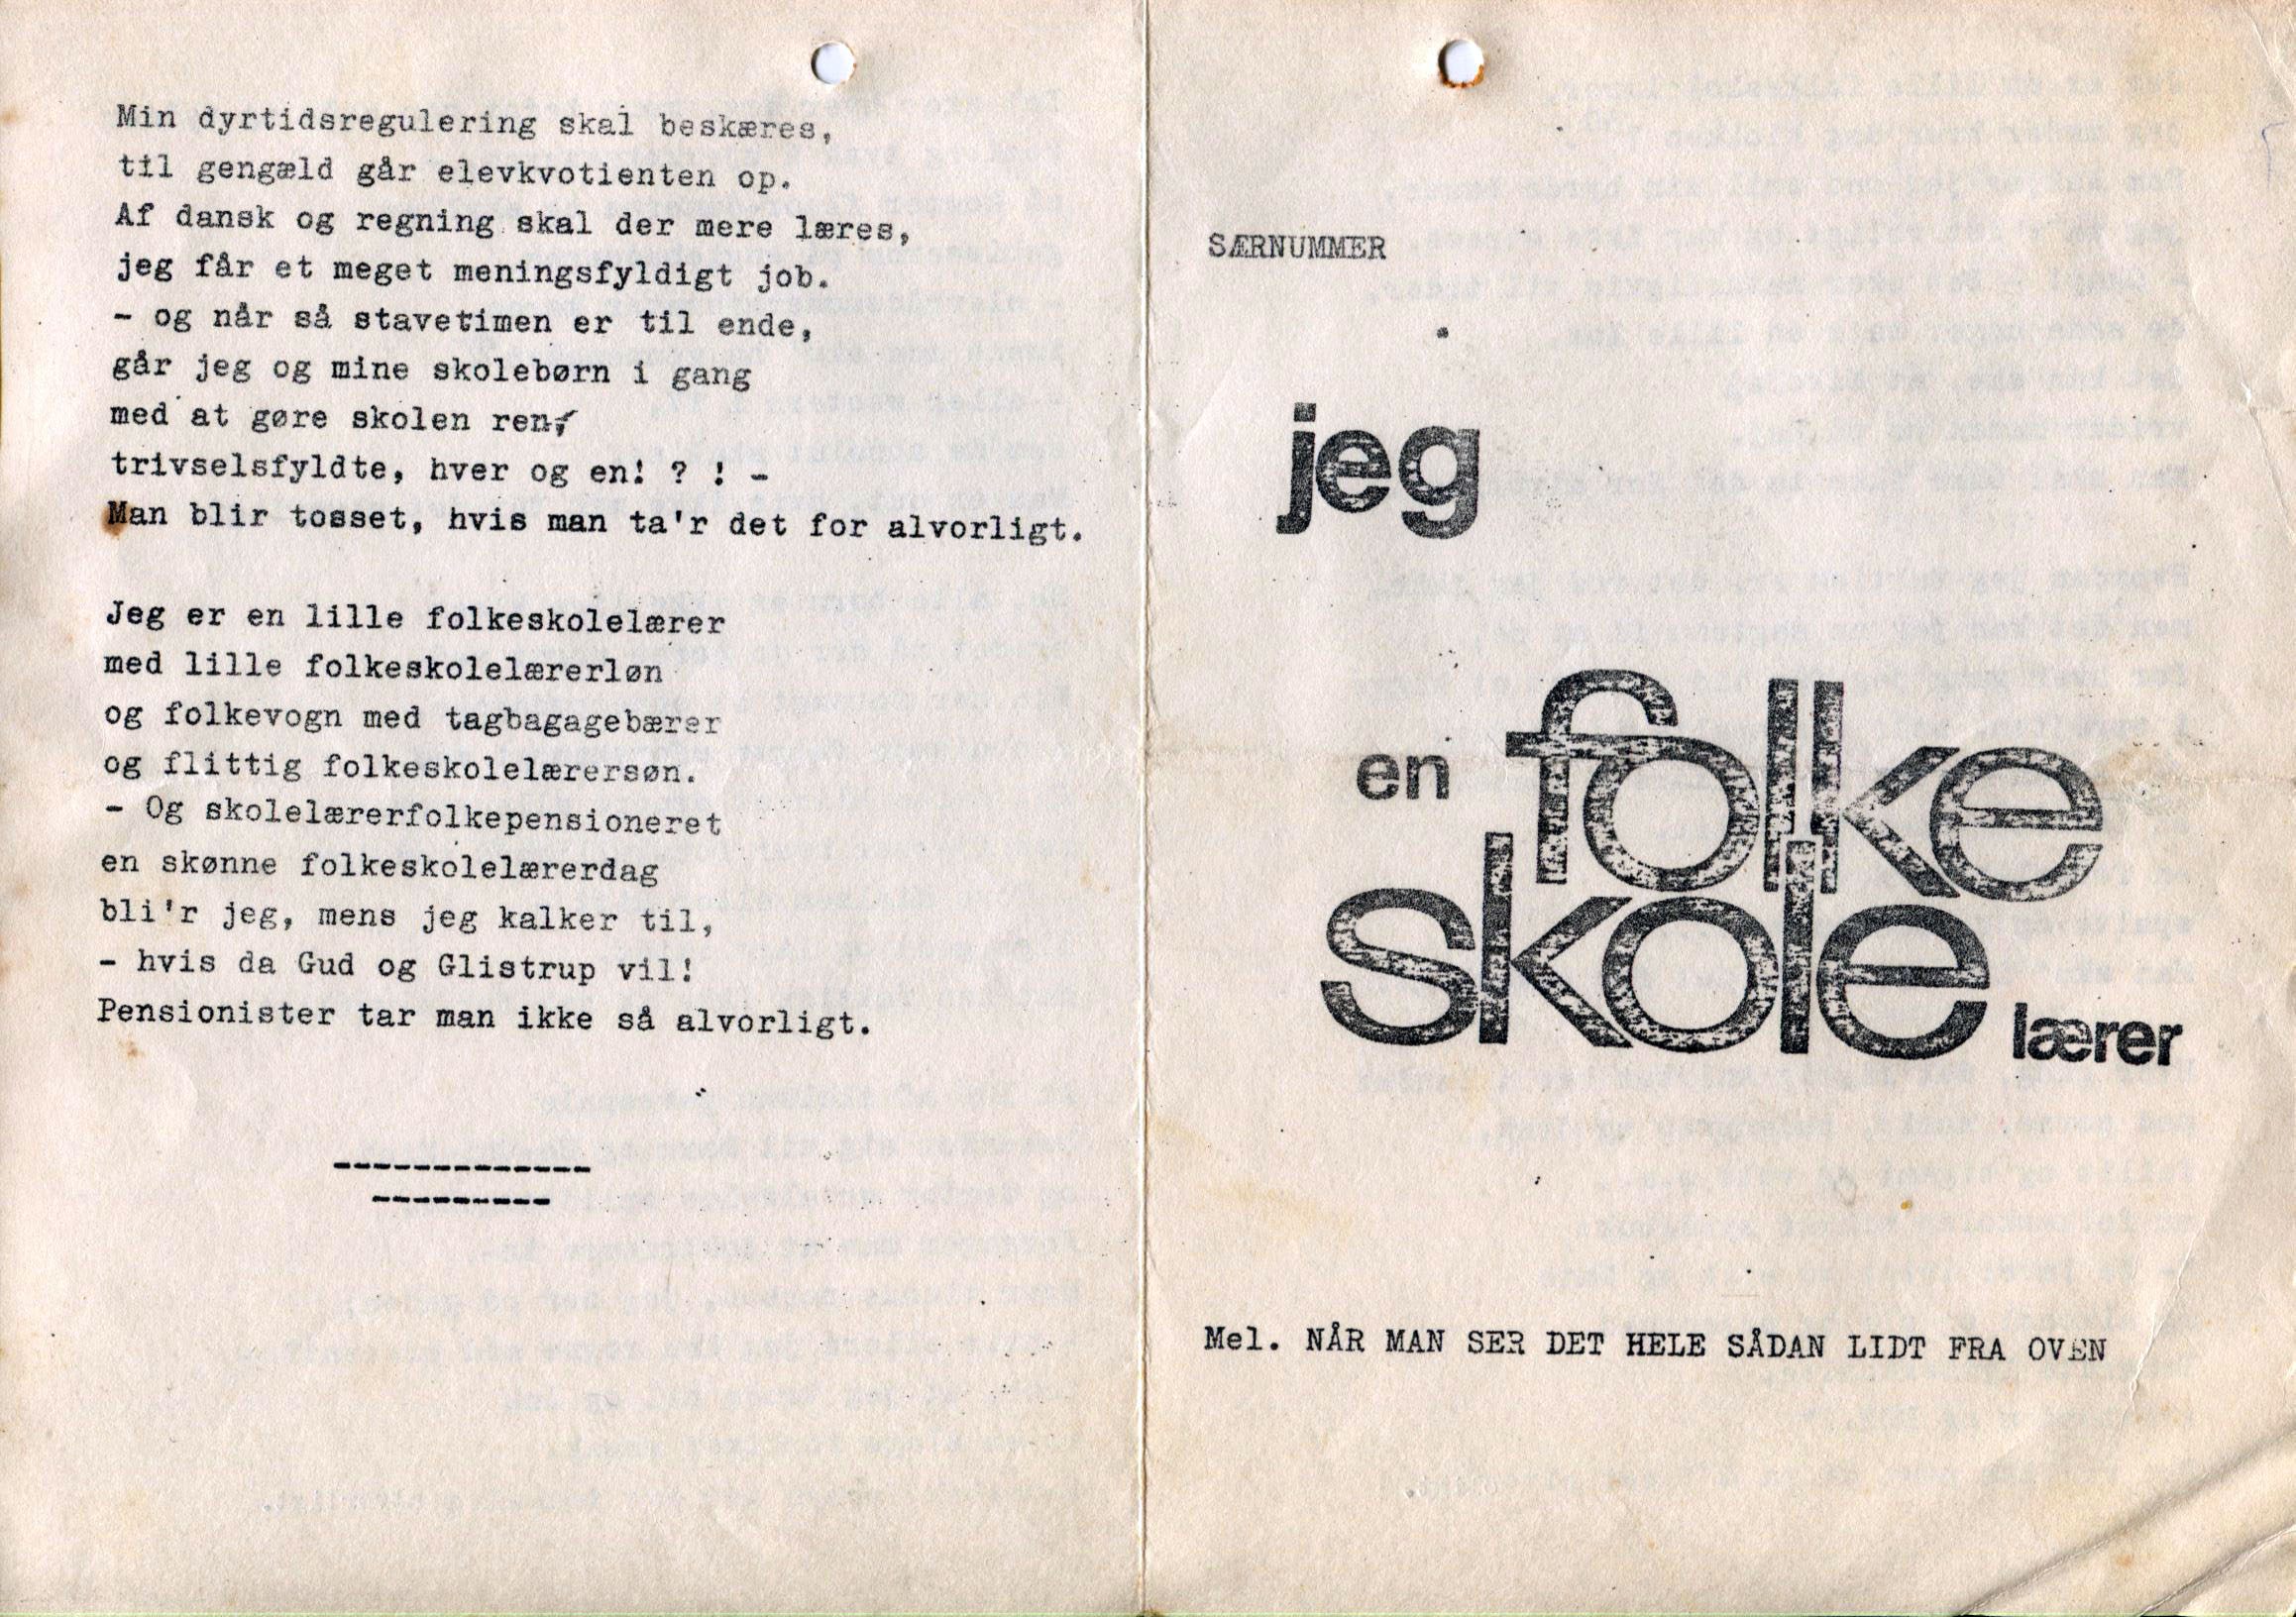 Min dyrtidsregulering skal beskæres,
til gengæld går elevkvotienten op.
Af dansk og regning skal der mere læres,
jeg får et meget meningsfyldigt job.
- og når så stavetimen er til ende,
går jeg og mine skolebørn i gang
med at gøre skolen ren,
trivselsfyldte, hver og en! ? ! -
Man blir tosset, hvis man ta'r det for alvorligt.
Jeg er en lille folkeskolelærer
med lille folkeskolelærerløn
og folkevogn med tagbagagebærer
og flittig folkeskolelærersøn.
- Og skolelærerfolkepensioneret
en skønne folkeskolelærerdag
bli'r jeg, mens jeg kalker til,
- hvis da Gud og Glistrup vil!
Pensionister tar man ikke så alvorligt.
SÆRNUMMER
jeg
en folke
skole lærer
Mel. NÅR MAN SER DET HELE SÅDAN LIDT FRA OVEN